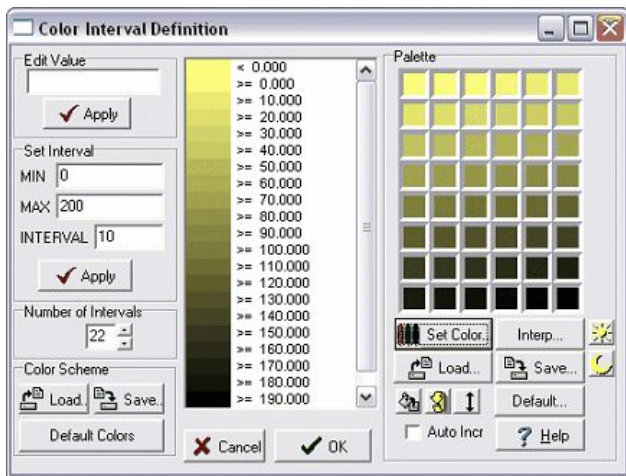 Color Interval Definition
Edit Value
Apply
Set Interval
MIN 0
MAX 200
INTERVAL 10
Apply
Number of Intervals
22
Color Scheme
Load.
Save..
Default Colors
< 0.000
>= 0.000
>= 10.000
>= 20.000
>= 30.000
>= 40.000
>= 50.000
>= 60.000
>= 70.000
>= 80.000
>= 90.000
>= 100.000
>= 110.000
>= 120.000
>= 130.000
>= 140.000
>= 150.000
>= 160.000
>= 170.000
>= 180.000
>= 190.000
Cancel
OK
Palette
Set Color..
Interp...
Load...
Save...
Default...
Auto Incr
? Help